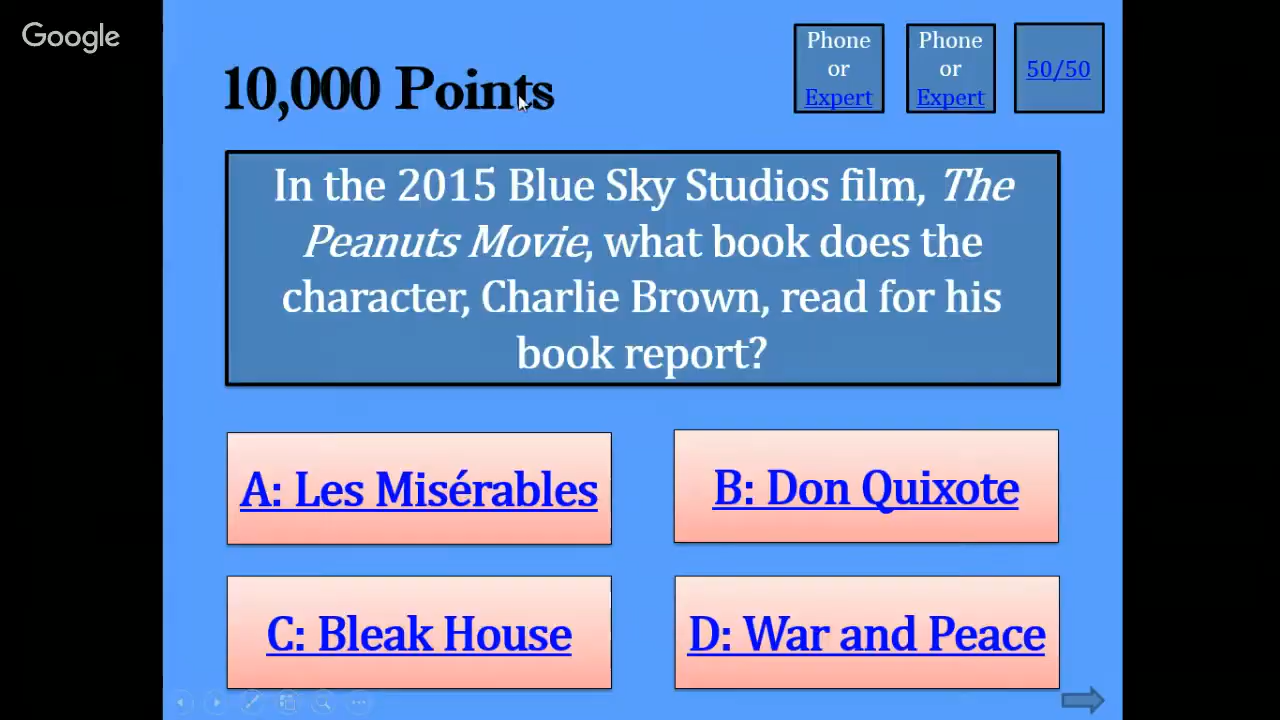 Google
10,000 Points
Phone
or
Expert
Phone
or
Expert
50/50
In the 2015 Blue Sky Studios film, The
Peanuts Movie, what book does the
character, Charlie Brown, read for his
book report?
A: Les Misérables
B: Don Quixote
C: Bleak House
D: War and Peace